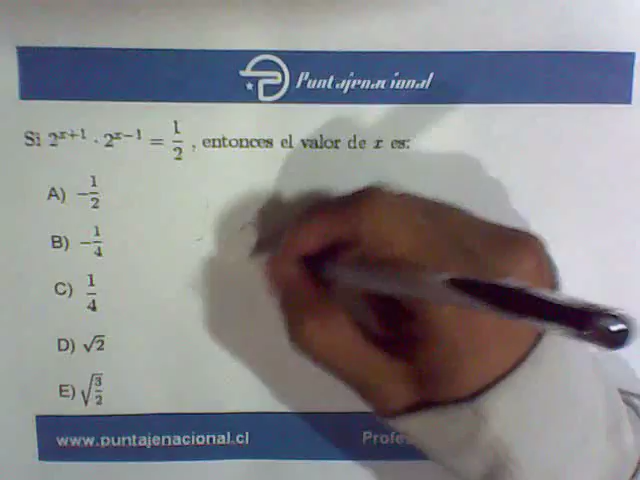 Puntajenacional
Si 2^{x+1} · 2^{x−1} = 1/2 , entonces el valor de x es:
A) −1/2
B) −1/4
C) 1/4
D) √2
E) √(3/2)
www.puntajenacional.cl